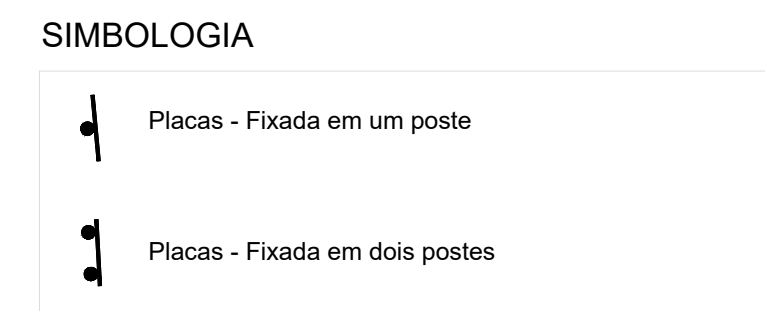 SIMBOLOGIA
Placas - Fixada em um poste
Placas - Fixada em dois postes